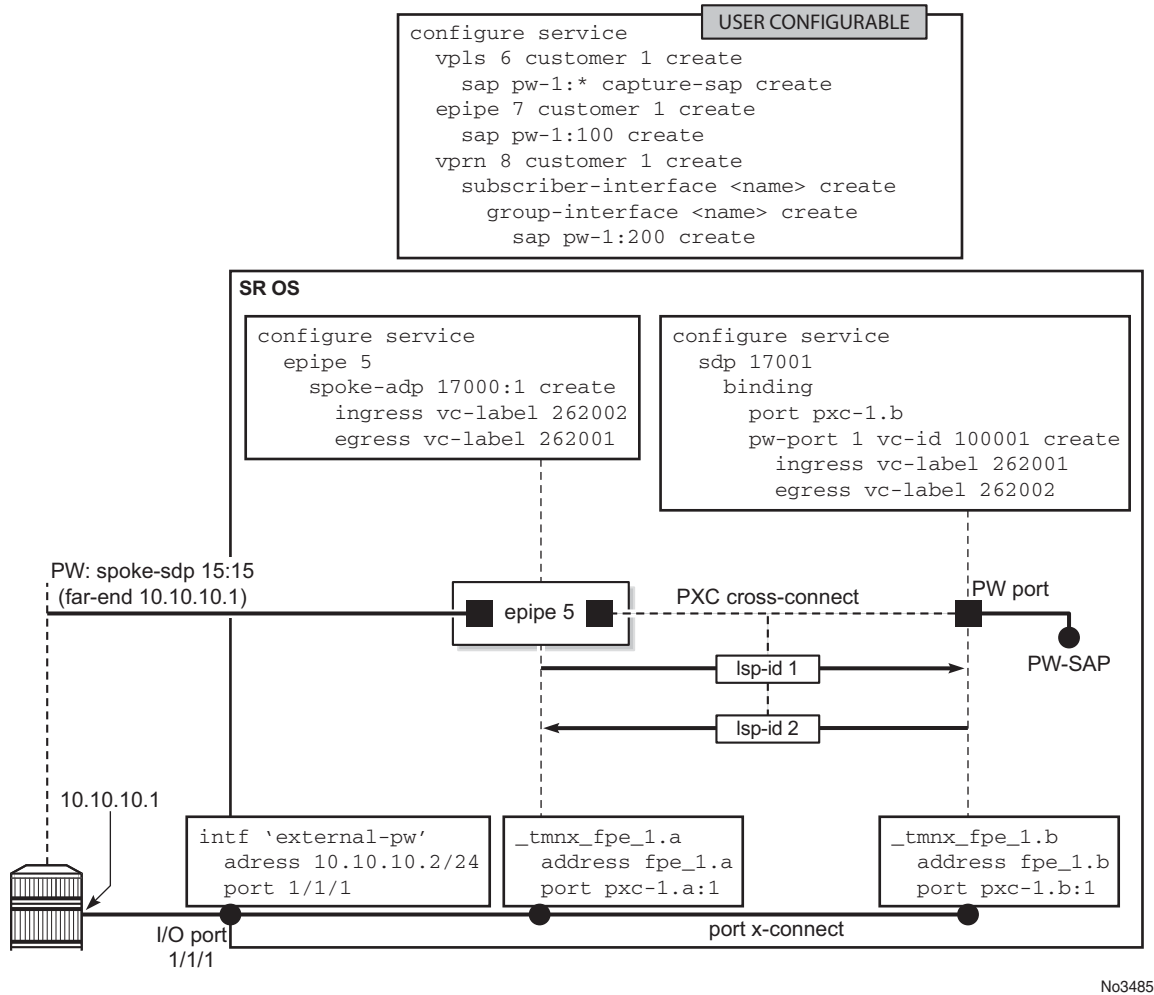 USER CONFIGURABLE
configure service
vpls 6 customer 1 create
sap pw-1:* capture-sap create
epipe 7 customer 1 create
sap pw-1:100 create
vprn 8 customer 1 create
subscriber-interface <name> create
group-interface <name> create
sap pw-1:200 create
SR OS
configure service
epipe 5
spoke-adp 17000:1 create
ingress vc-label 262002
egress vc-label 262001
configure service
sdp 17001
binding
port pxc-1.b
pw-port 1 vc-id 100001 create
ingress vc-label 262001
egress vc-label 262002
PW: spoke-sdp 15:15
(far-end 10.10.10.1)
epipe 5
PXC cross-connect
PW port
PW-SAP
lsp-id 1
lsp-id 2
10.10.10.1
intf ‘external-pw’
adress 10.10.10.2/24
port 1/1/1
_tmnx_fpe_1.a
address fpe_1.a
port pxc-1.a:1
_tmnx_fpe_1.b
address fpe_1.b
port pxc-1.b:1
I/O port
1/1/1
port x-connect
No3485